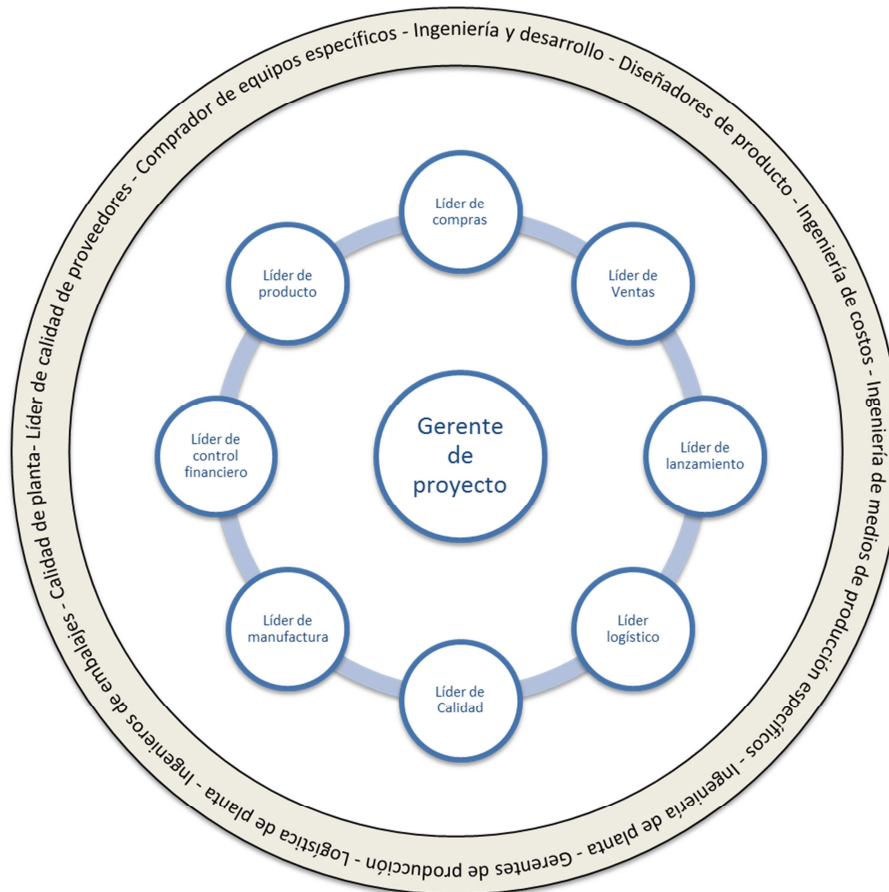 Líder de calidad de proveedores - Comprador de equipos específicos - Ingeniería y desarrollo - Diseñadores de producto - Ingeniería de costos - Ingeniería de medios de producción específicos - Ingeniería de planta - Gerentes de producción - Logística de planta - Ingenieros de embalajes - Calidad de planta-
Líder de
compras
Líder de
Ventas
Líder de
lanzamiento
Líder
logístico
Líder de
Calidad
Líder de
manufactura
Líder de
control
financiero
Líder de
producto
Gerente
de
proyecto